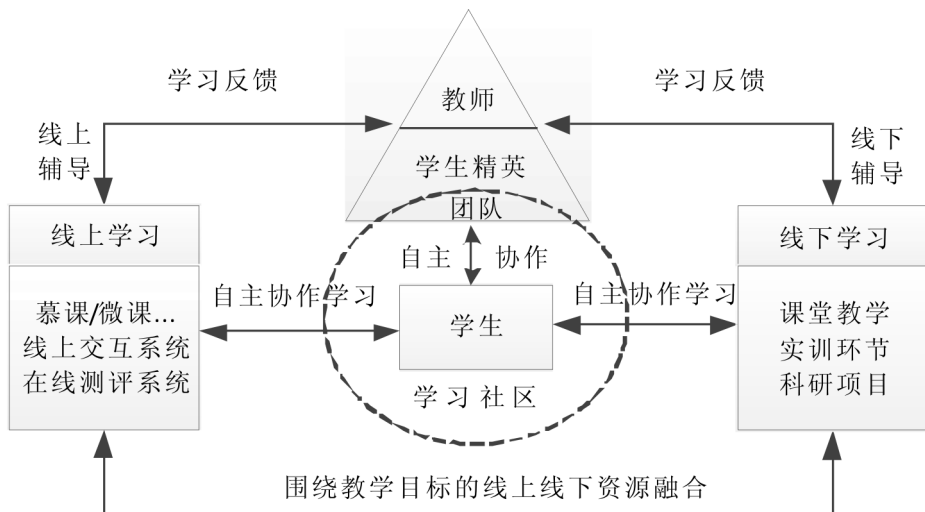 学习反馈
学习反馈
教师
线上
辅导
线下
辅导
学生精英
团队
线上学习
线下学习
自主 协作
自主协作学习
自主协作学习
慕课/微课...
线上交互系统
在线测评系统
学生
课堂教学
实训环节
科研项目
学习社区
围绕教学目标的线上线下资源融合